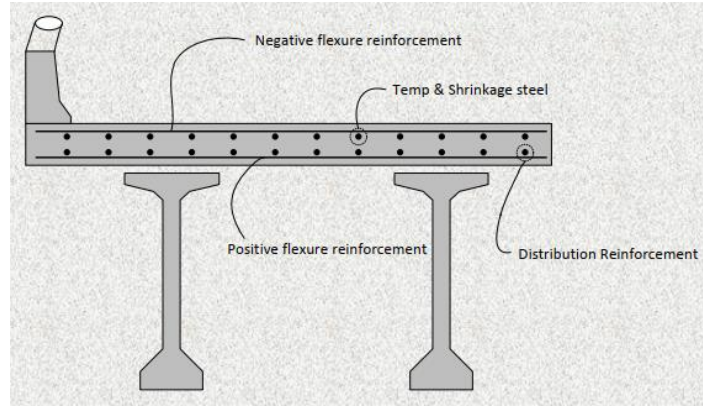 Negative flexure reinforcement
Temp & Shrinkage steel
Positive flexure reinforcement
Distribution Reinforcement